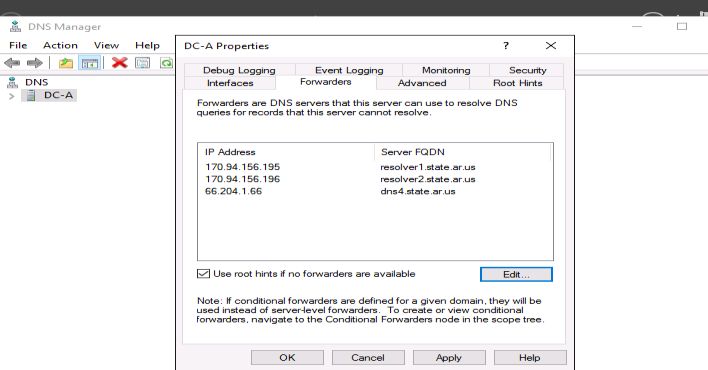 DNS Manager
File Action View Help
DNS
DC-A
DC-A Properties ?
Debug Logging Event Logging Monitoring Security
Interfaces Forwarders Advanced Root Hints
Forwarders are DNS servers that this server can use to resolve DNS
queries for records that this server cannot resolve.
IP Address Server FQDN
170.94.156.195 resolver1.state.ar.us
170.94.156.196 resolver2.state.ar.us
66.204.1.66 dns4.state.ar.us
Use root hints if no forwarders are available Edit...
Note: If conditional forwarders are defined for a given domain, they will be
used instead of server-level forwarders. To create or view conditional
forwarders, navigate to the Conditional Forwarders node in the scope tree.
OK Cancel Apply Help